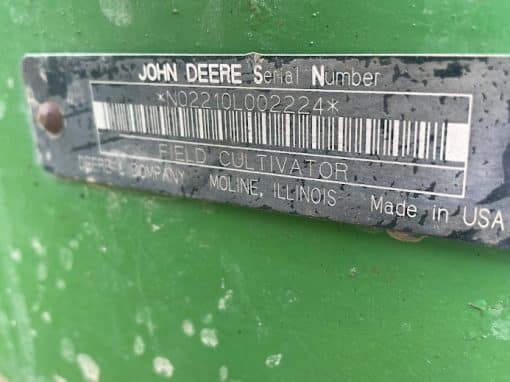 JOHN DEERE Serial Number
*N02210L002224*
FIELD CULTIVATOR
DEERE & COMPANY MOLINE, ILLINOIS Made in USA